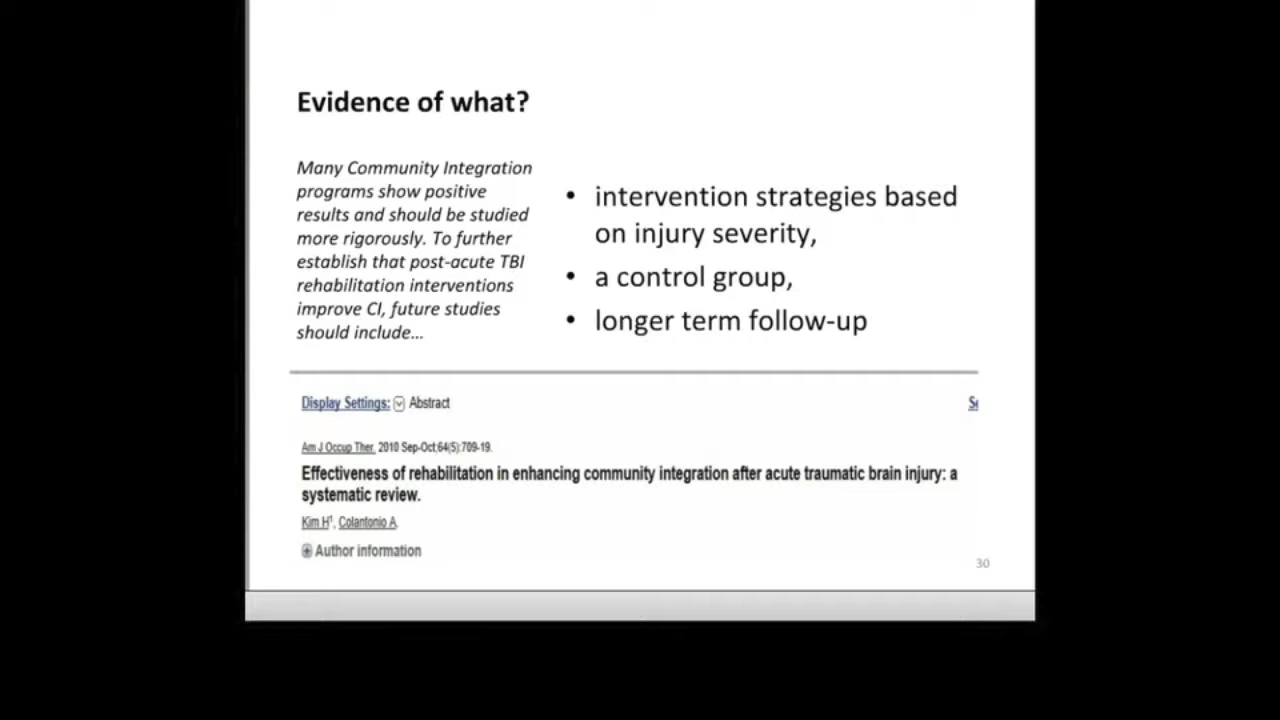 Evidence of what?
Many Community Integration
programs show positive
results and should be studied
more rigorously. To further
establish that post-acute TBI
rehabilitation interventions
improve CI, future studies
should include...
• intervention strategies based
on injury severity,
• a control group,
• longer term follow-up
Display Settings: Abstract
Am J Occup Ther. 2010 Sep-Oct;64(5):709-19.
Effectiveness of rehabilitation in enhancing community integration after acute traumatic brain injury: a
systematic review.
Kim H1, Colantonio A.
Author information
30